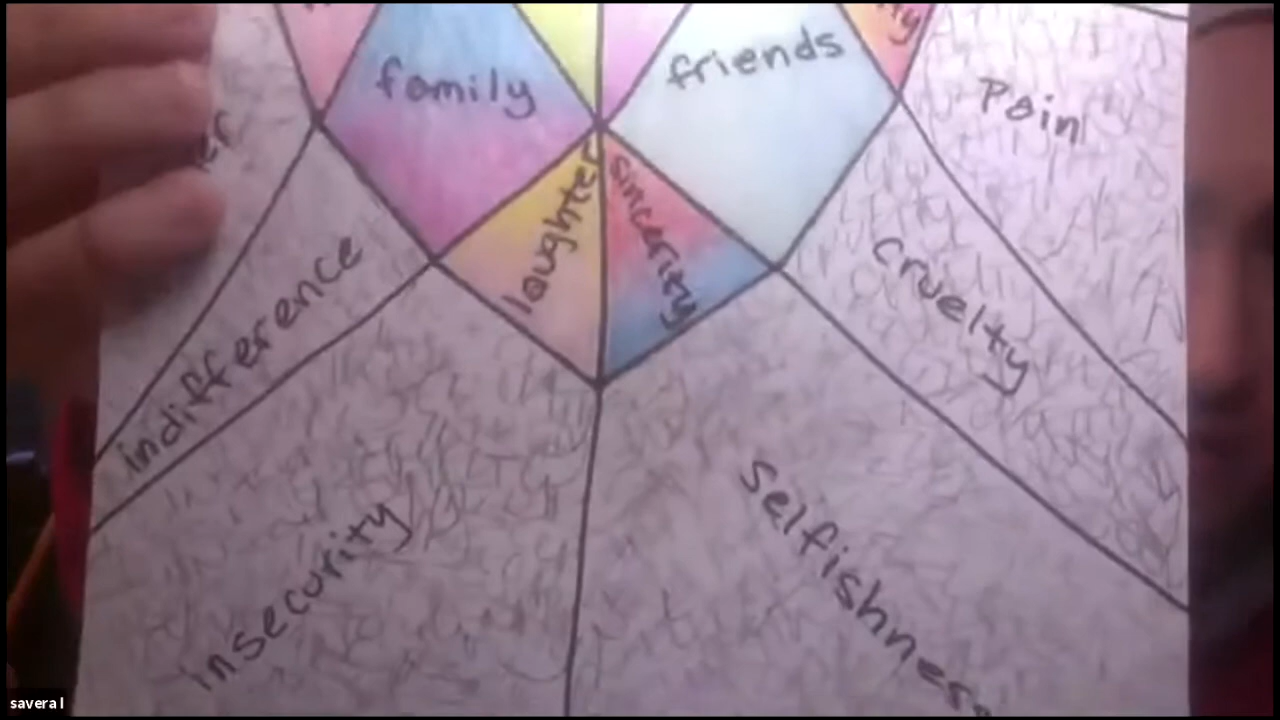 family
friends
Pain
laughter
sincerity
cruelty
indifference
insecurity
Selfishness
savera l